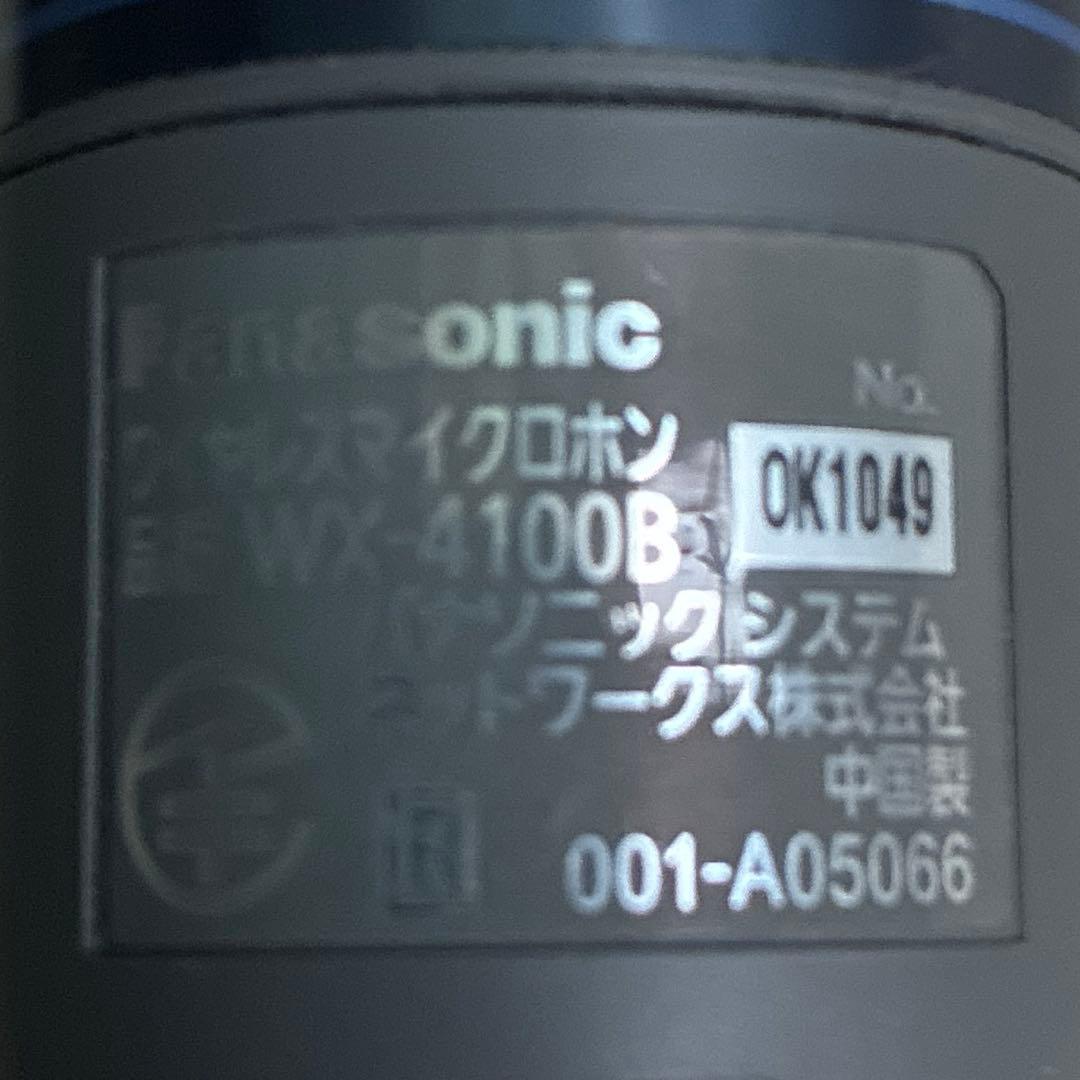 Panasonic
No.
ワイヤレスマイクロホン
OK1049
品番 WX-4100B
パナソニック システム
ネットワークス株式会社
中国製
R
001-A05066